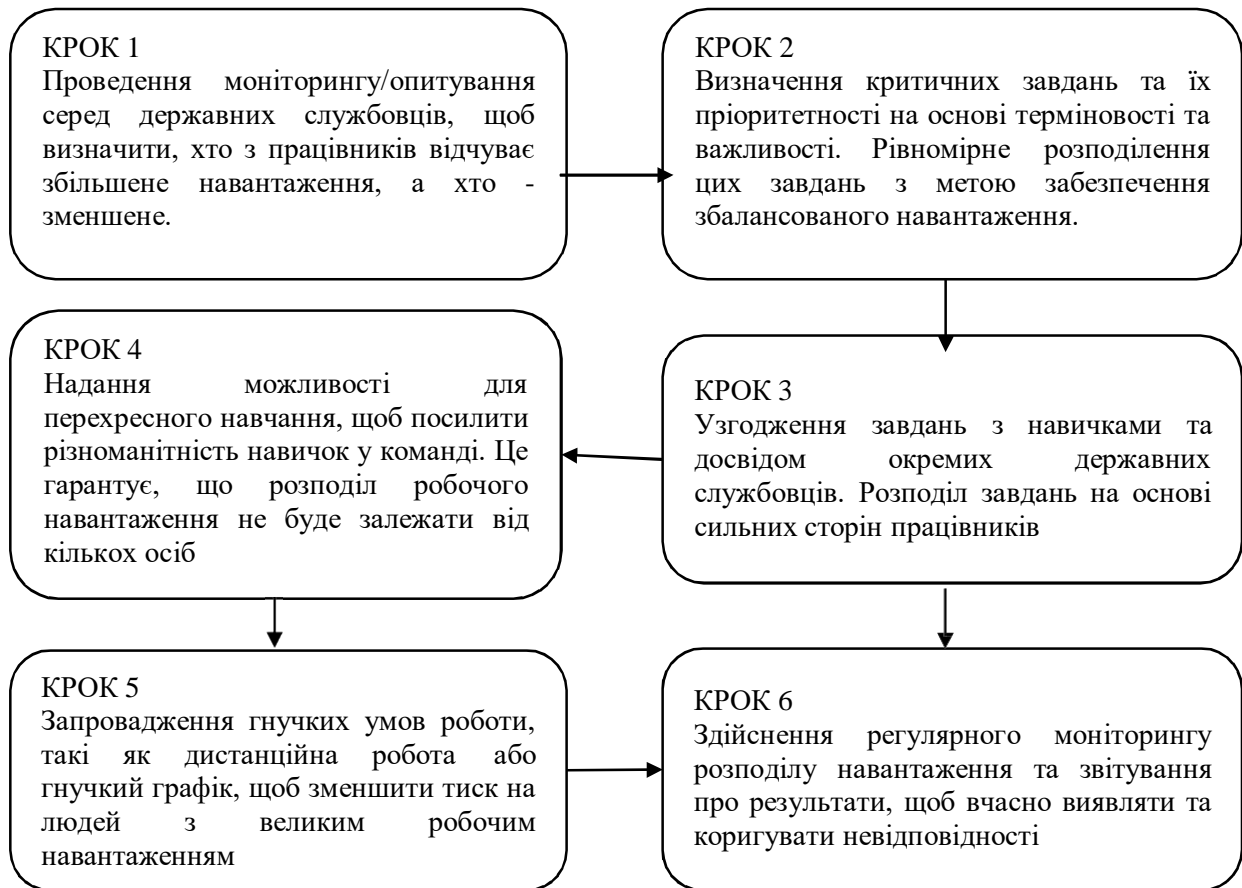 КРОК 1
Проведення моніторингу/опитування
серед державних службовців, щоб
визначити, хто з працівників відчуває
збільшене навантаження, а хто -
зменшене.
КРОК 2
Визначення критичних завдань та їх
пріоритетності на основі терміновості та
важливості. Рівномірне розподілення
цих завдань з метою забезпечення
збалансованого навантаження.
КРОК 3
Узгодження завдань з навичками та
досвідом окремих державних
службовців. Розподіл завдань на основі
сильних сторін працівників
КРОК 4
Надання можливості для
перехресного навчання, щоб посилити
різноманітність навичок у команді. Це
гарантує, що розподіл робочого
навантаження не буде залежати від
кількох осіб
КРОК 5
Запровадження гнучких умов роботи,
такі як дистанційна робота або
гнучкий графік, щоб зменшити тиск на
людей з великим робочим
навантаженням
КРОК 6
Здійснення регулярного моніторингу
розподілу навантаження та звітування
про результати, щоб вчасно виявляти та
коригувати невідповідності